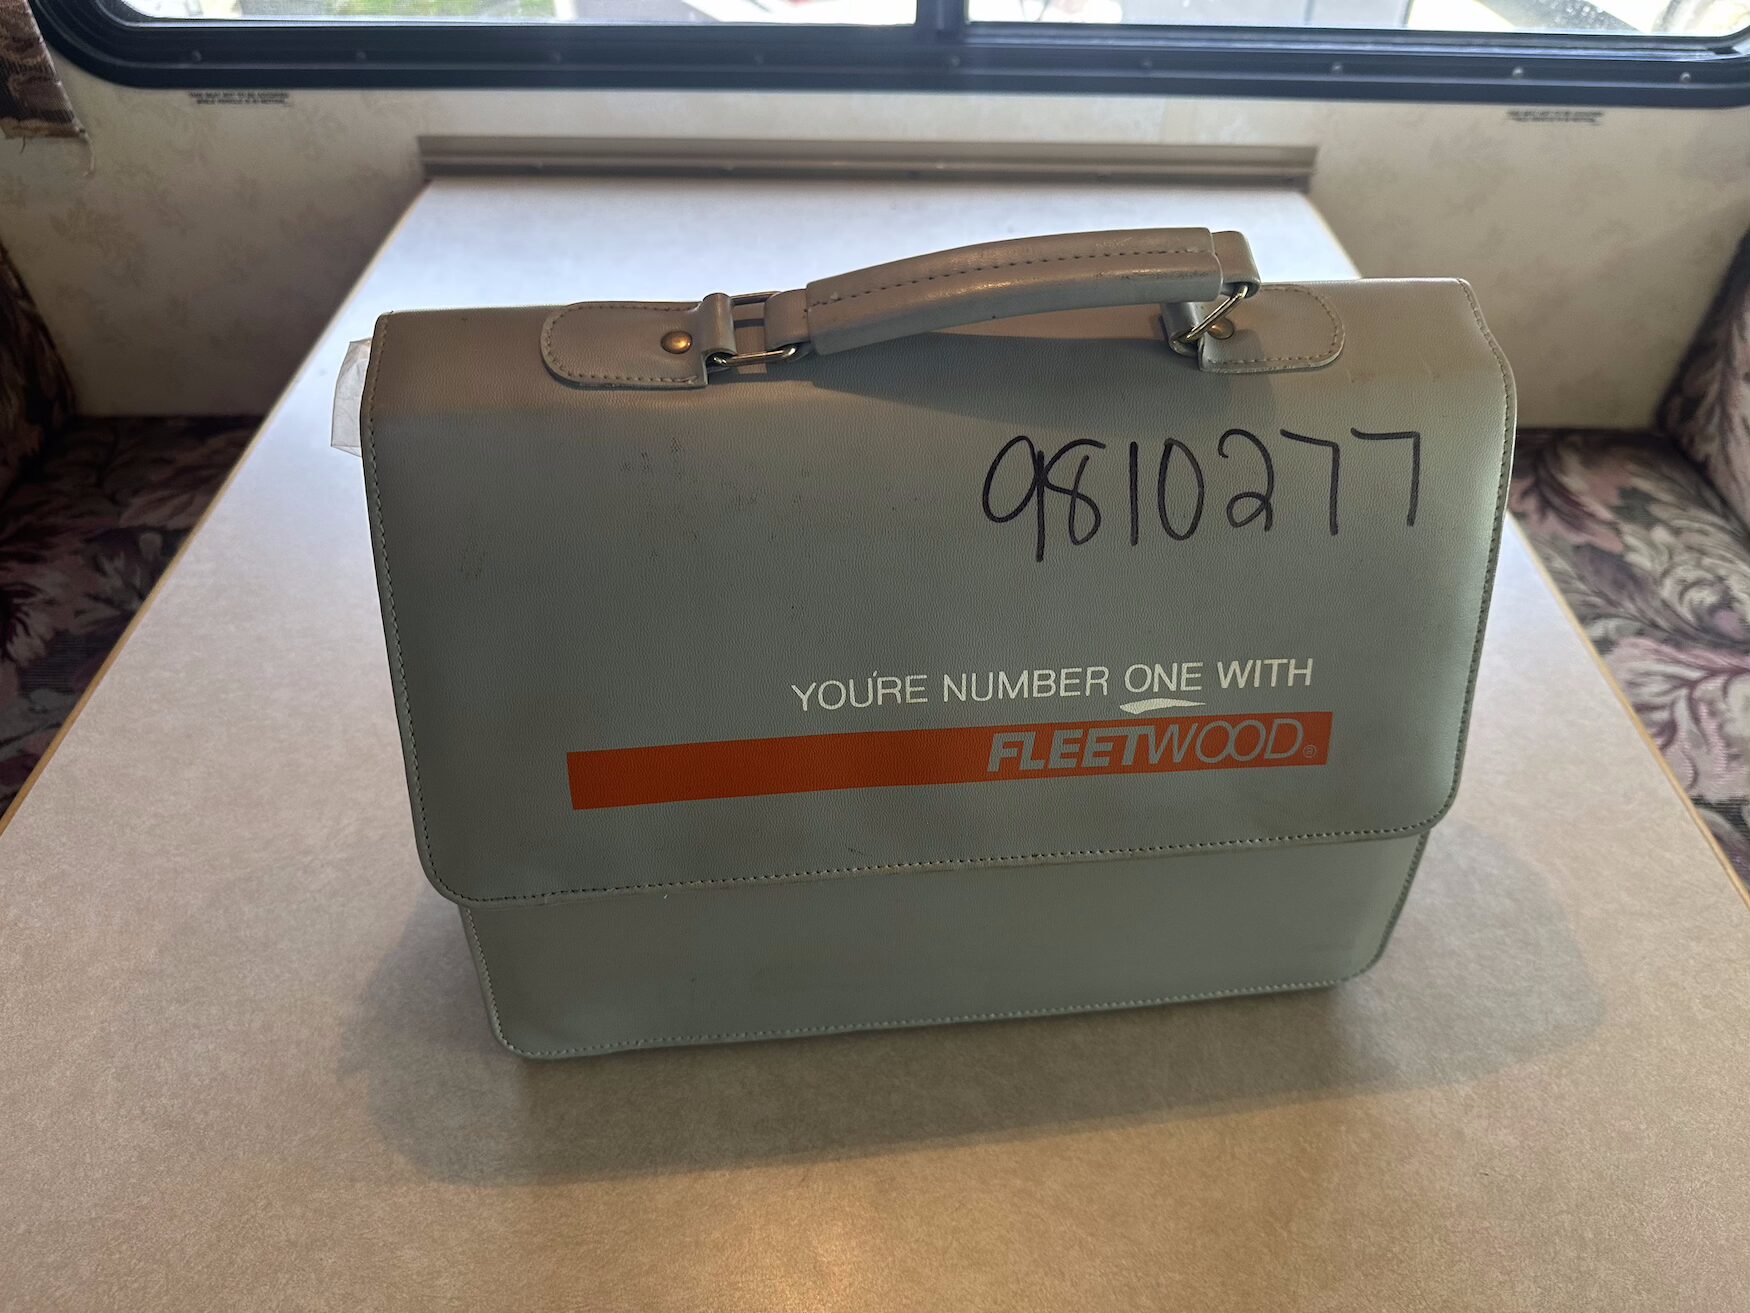 9810277
YOU'RE NUMBER ONE WITH
FLEETWOOD®